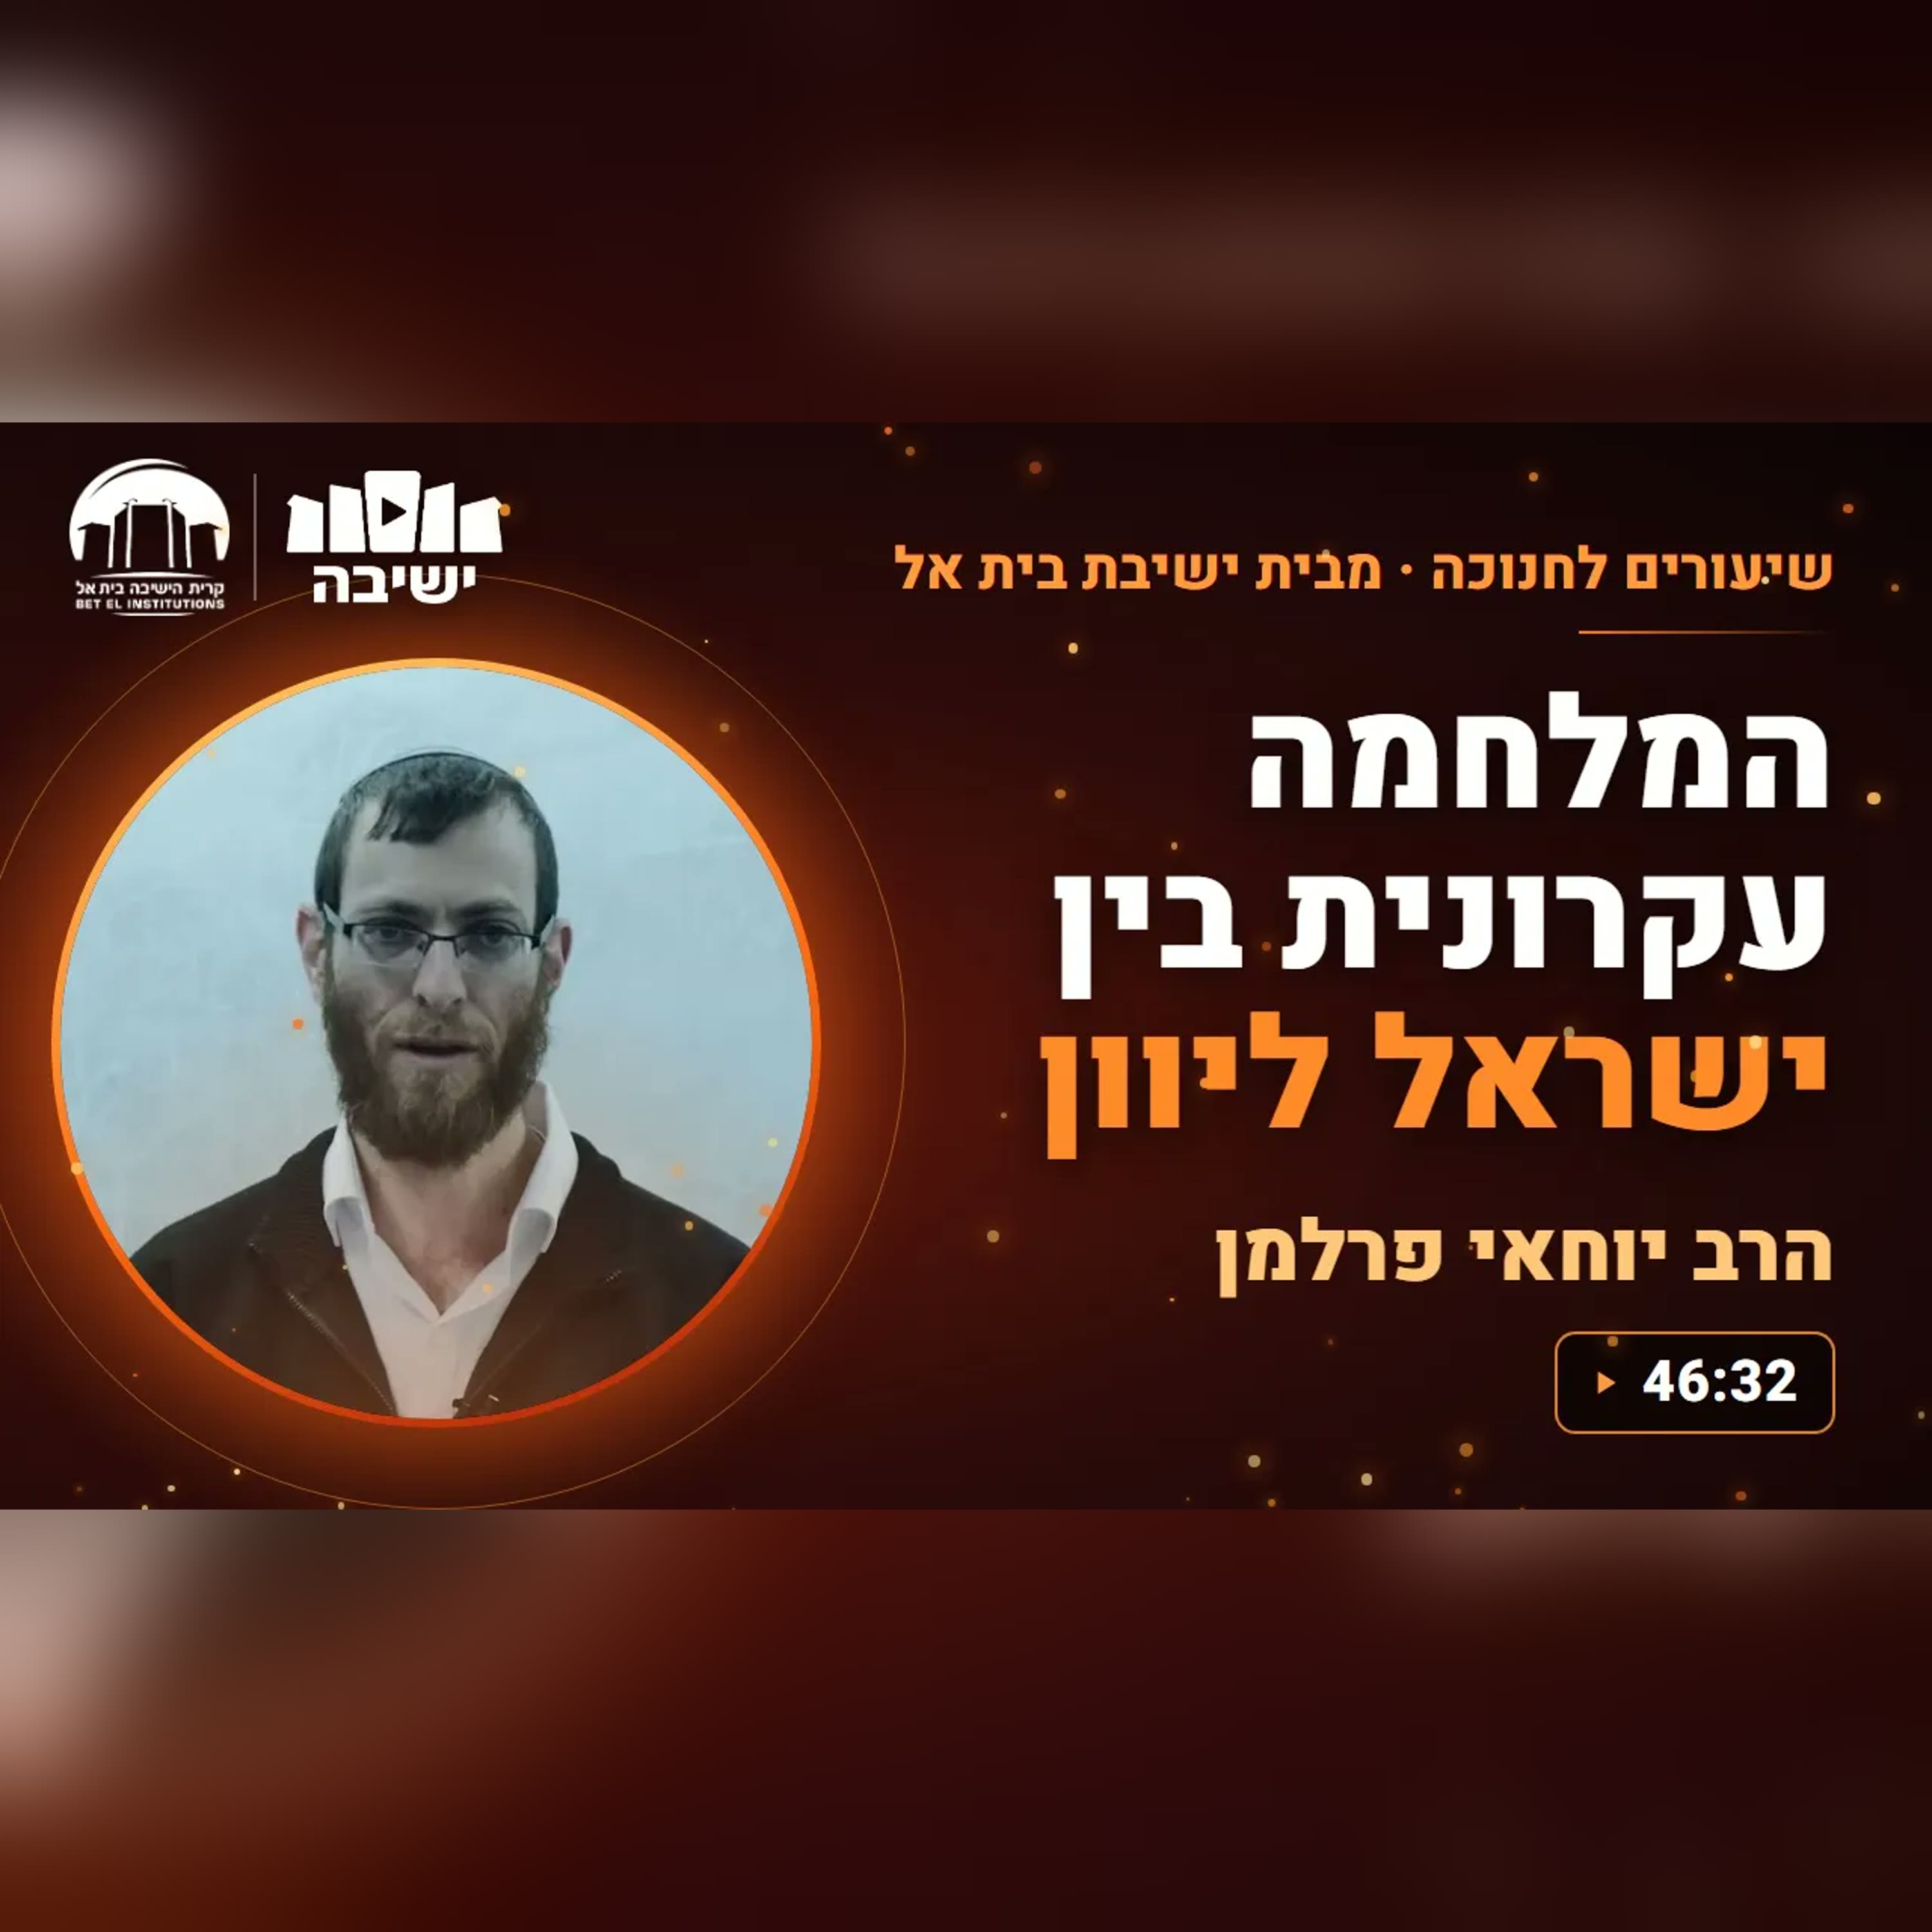 קרית הישיבה בית אל
BET EL INSTITUTIONS
ישיבה
שיעורים לחנוכה • מבית ישיבת בית אל
המלחמה
עקרונית בין
ישראל ליוון
הרב יוחאי פרלמן
46:32